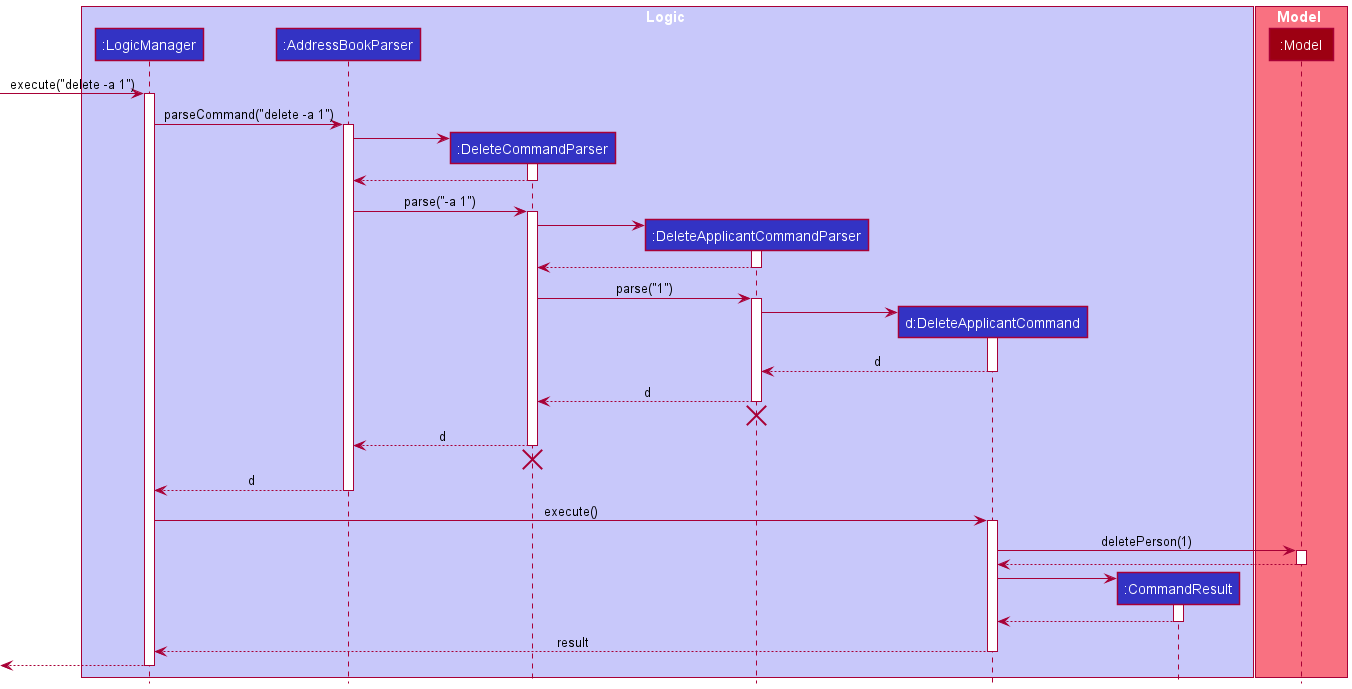 Logic
Model
:LogicManager
:AddressBookParser
:Model
execute("delete -a 1")
parseCommand("delete -a 1")
:DeleteCommandParser
parse("-a 1")
:DeleteApplicantCommandParser
parse("1")
d:DeleteApplicantCommand
d
d
d
d
execute()
deletePerson(1)
:CommandResult
result